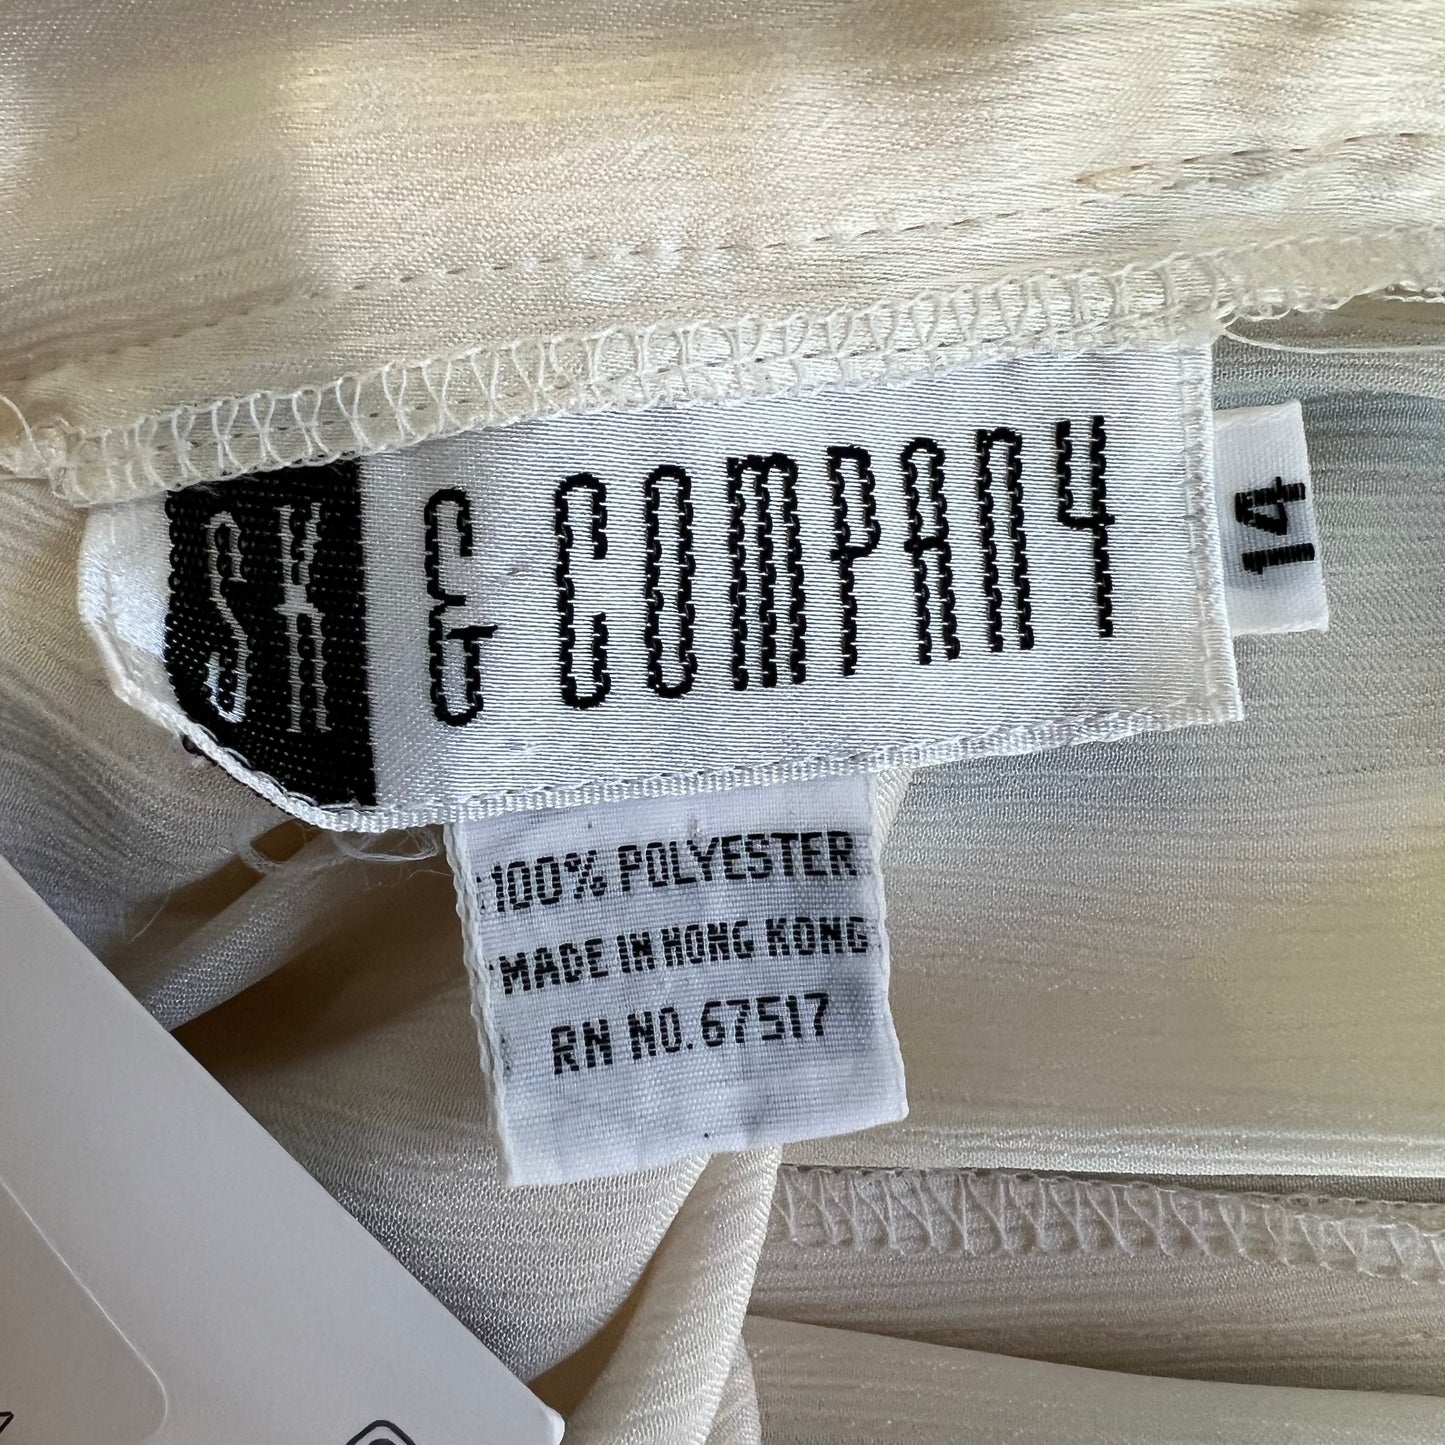 SK & COMPANY
14
100% POLYESTER
MADE IN HONG KONG
RN NO. 67517